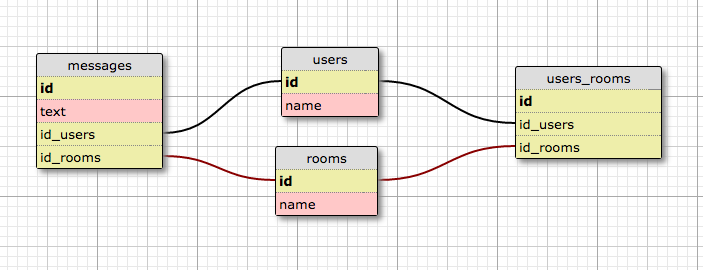 messages
id
text
id_users
id_rooms
users
id
name
rooms
id
name
users_rooms
id
id_users
id_rooms